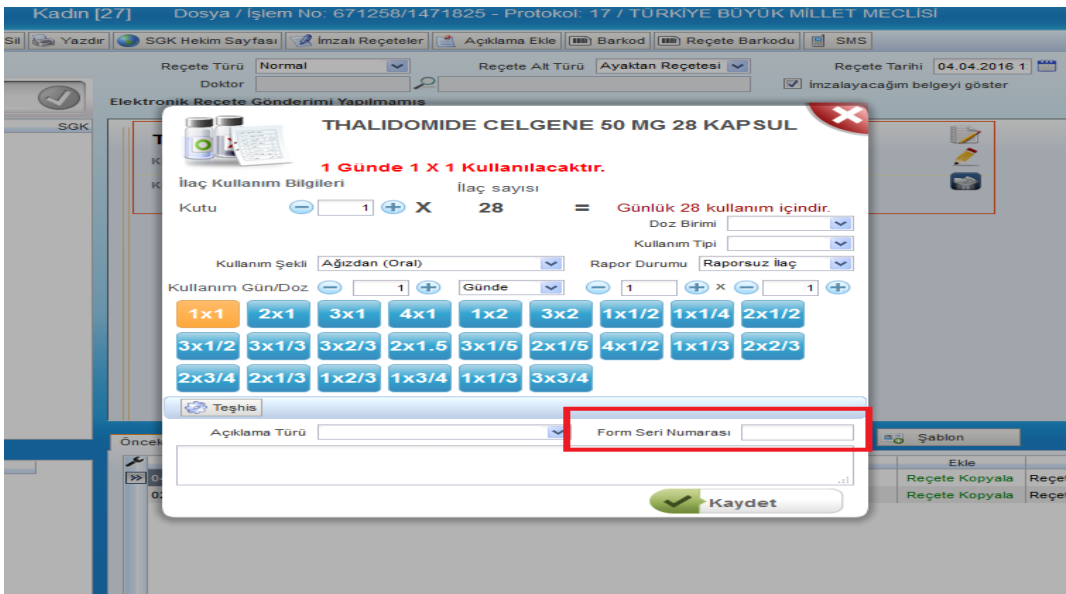 Kadın [27] Dosya / İşlem No: 671258/1471825 - Protokol: 17 / TÜRKİYE BÜYÜK MİLLET MECLİSİ
Sil Yazdır SGK Hekim Sayfası İmzalı Reçeteler Açıklama Ekle Barkod Reçete Barkodu SMS
Reçete Türü Normal Reçete Alt Türü Ayaktan Reçetesi Reçete Tarihi 04.04.2016 1
Doktor İmzalayacağım belgeyi göster
Elektronik Reçete Gönderimi Yapılmamış
SGK
THALIDOMIDE CELGENE 50 MG 28 KAPSUL
1 Günde 1 X 1 Kullanılacaktır.
İlaç Kullanım Bilgileri İlaç sayısı
Kutu 1 X 28 = Günlük 28 kullanım içindir.
Doz Birimi
Kullanım Tipi
Kullanım Şekli Ağızdan (Oral) Rapor Durumu Raporsuz İlaç
Kullanım Gün/Doz 1 Günde 1 x 1
1x1 2x1 3x1 4x1 1x2 3x2 1x1/2 1x1/4 2x1/2
3x1/2 3x1/3 3x2/3 2x1.5 3x1/5 2x1/5 4x1/2 1x1/3 2x2/3
2x3/4 2x1/3 1x2/3 1x3/4 1x1/3 3x3/4
Teşhis
Açıklama Türü Form Seri Numarası
Öncek Şablon
Ekle
Reçete Kopyala Reçe
Reçete Kopyala Reçe
Kaydet